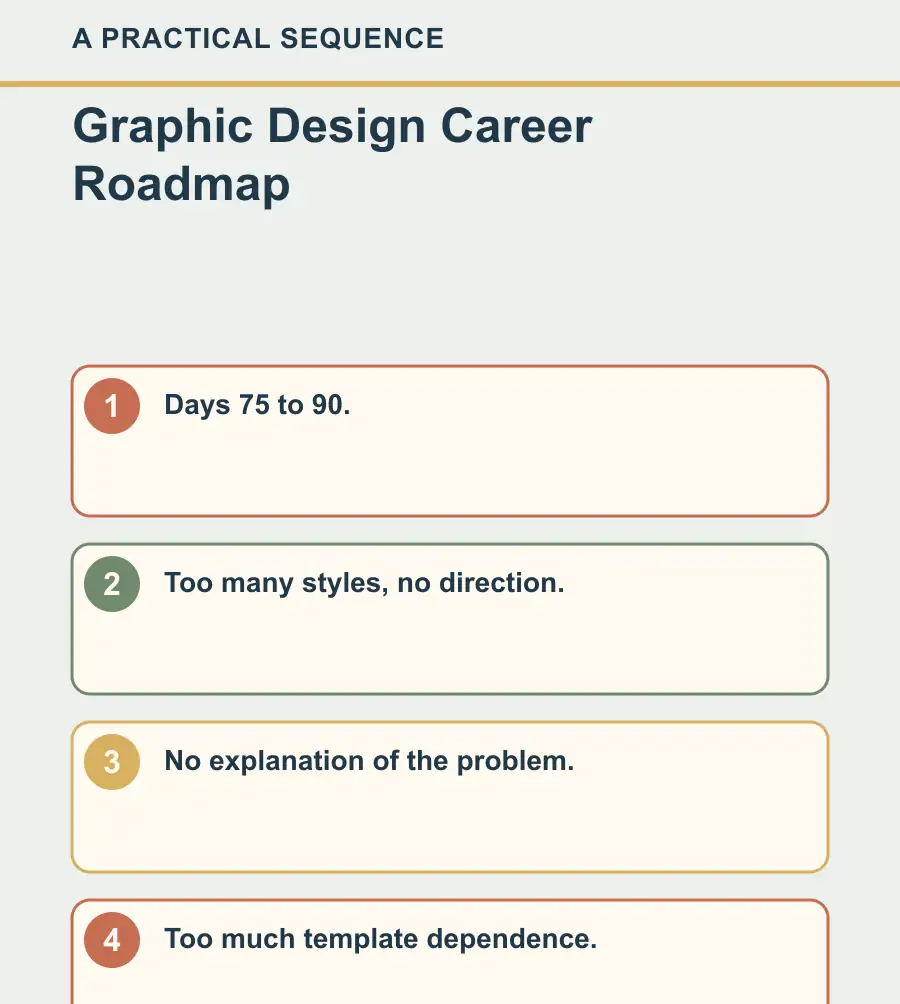 A PRACTICAL SEQUENCE
Graphic Design Career
Roadmap
1 Days 75 to 90.
2 Too many styles, no direction.
3 No explanation of the problem.
4 Too much template dependence.